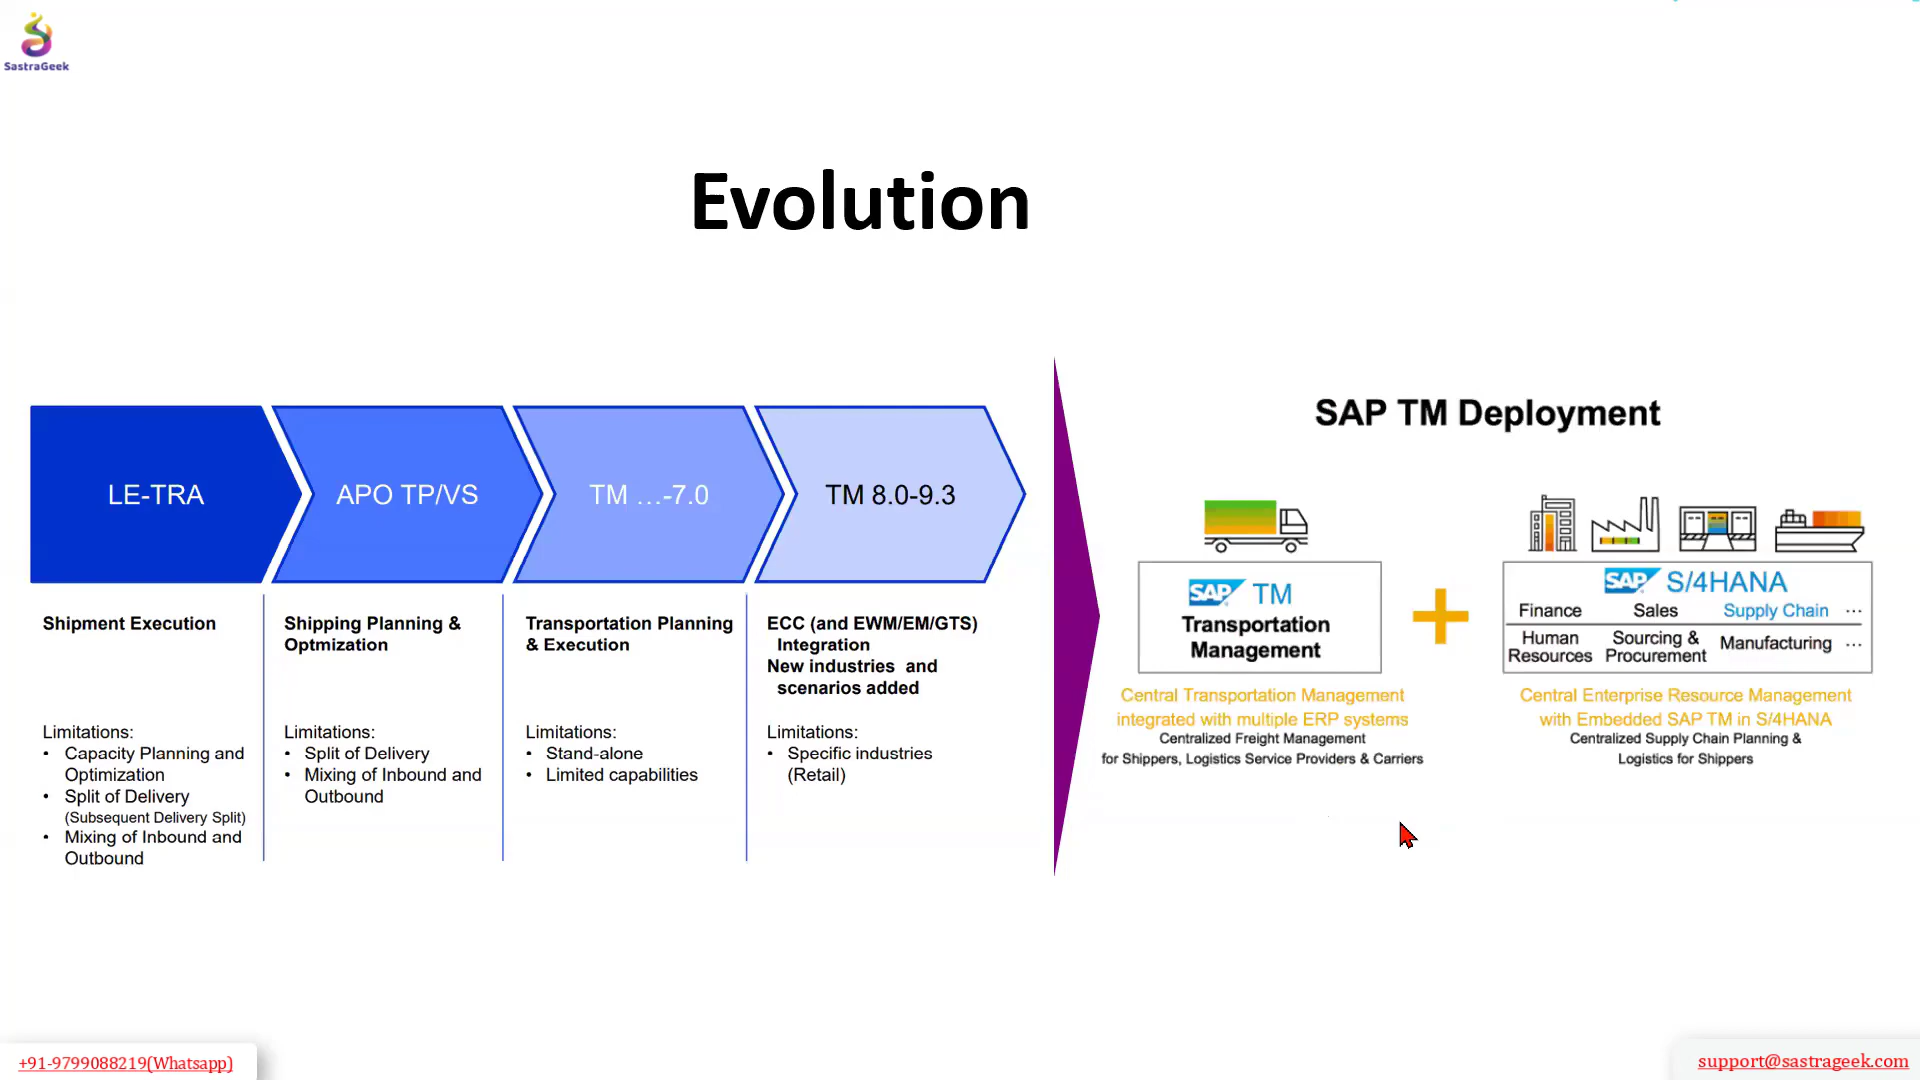 SastraGeek
Evolution
LE-TRA
APO TP/VS
TM ...-7.0
TM 8.0-9.3
Shipment Execution
Limitations:
• Capacity Planning and
Optimization
• Split of Delivery
(Subsequent Delivery Split)
• Mixing of Inbound and
Outbound
Shipping Planning &
Optmization
Limitations:
• Split of Delivery
• Mixing of Inbound and
Outbound
Transportation Planning
& Execution
Limitations:
• Stand-alone
• Limited capabilities
ECC (and EWM/EM/GTS)
Integration
New industries and
scenarios added
Limitations:
• Specific industries
(Retail)
SAP TM Deployment
SAP TM
Transportation
Management
Central Transportation Management
integrated with multiple ERP systems
Centralized Freight Management
for Shippers, Logistics Service Providers & Carriers
SAP S/4HANA
Finance Sales Supply Chain ...
Human
Resources
Sourcing &
Procurement
Manufacturing ...
Central Enterprise Resource Management
with Embedded SAP TM in S/4HANA
Centralized Supply Chain Planning &
Logistics for Shippers
+91-9799088219(Whatsapp)
support@sastrageek.com